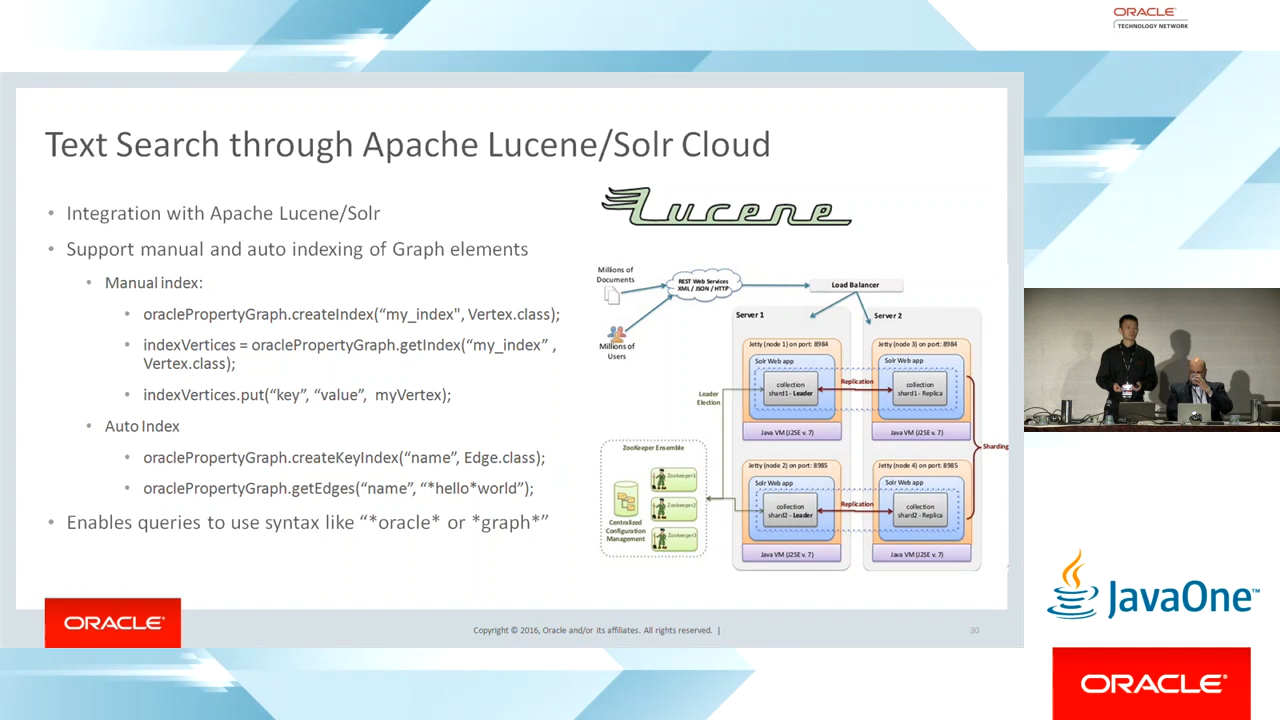 ORACLE
TECHNOLOGY NETWORK
Text Search through Apache Lucene/Solr Cloud
• Integration with Apache Lucene/Solr
• Support manual and auto indexing of Graph elements
• Manual index:
• oraclePropertyGraph.createIndex(“my_index", Vertex.class);
• indexVertices = oraclePropertyGraph.getIndex(“my_index” ,
Vertex.class);
• indexVertices.put(“key”, “value”, myVertex);
• Auto Index
• oraclePropertyGraph.createKeyIndex(“name”, Edge.class);
• oraclePropertyGraph.getEdges(“name”, “*hello*world”);
• Enables queries to use syntax like “*oracle* or *graph*”
Lucene
Millions of
Documents
REST Web Services
XML / JSON / HTTP
Load Balancer
Millions of
Users
Server 1
Server 2
Jetty (node 1) on port: 8984
Solr Web app
collection
shard1 - Leader
Java VM (J2SE v. 7)
Replication
Jetty (node 3) on port: 8984
Solr Web app
collection
shard1 - Replica
Java VM (J2SE v. 7)
Leader
Election
Sharding
ZooKeeper Ensemble
Zookeeper1
Zookeeper2
Zookeeper3
Centralized
Configuration
Management
Jetty (node 2) on port: 8985
Solr Web app
collection
shard2 - Leader
Java VM (J2SE v. 7)
Replication
Jetty (node 4) on port: 8985
Solr Web app
collection
shard2 - Replica
Java VM (J2SE v. 7)
ORACLE®
Copyright © 2016, Oracle and/or its affiliates. All rights reserved. |
30
JavaOne™
ORACLE®